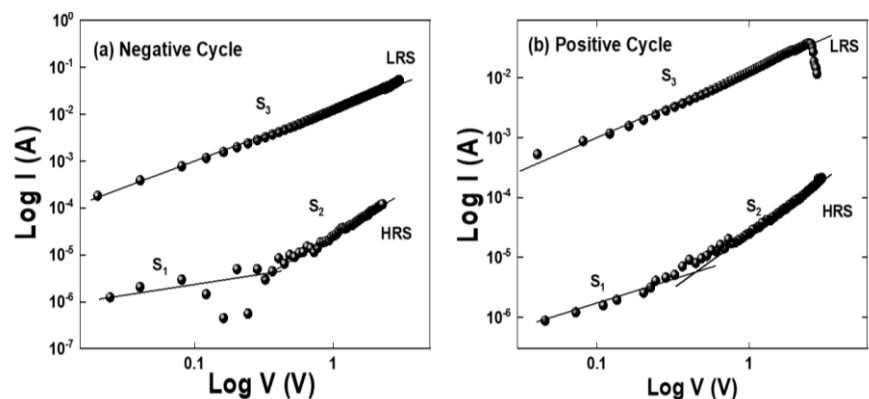 (a) Negative Cycle
LRS
S₃
S₂
HRS
S₁
10⁰
10⁻¹
10⁻²
10⁻³
10⁻⁴
10⁻⁵
10⁻⁶
10⁻⁷
Log I (A)
0.1
1
Log V (V)
(b) Positive Cycle
LRS
S₃
S₂
HRS
S₁
10⁻²
10⁻³
10⁻⁴
10⁻⁵
10⁻⁶
Log I (A)
0.1
1
Log V (V)